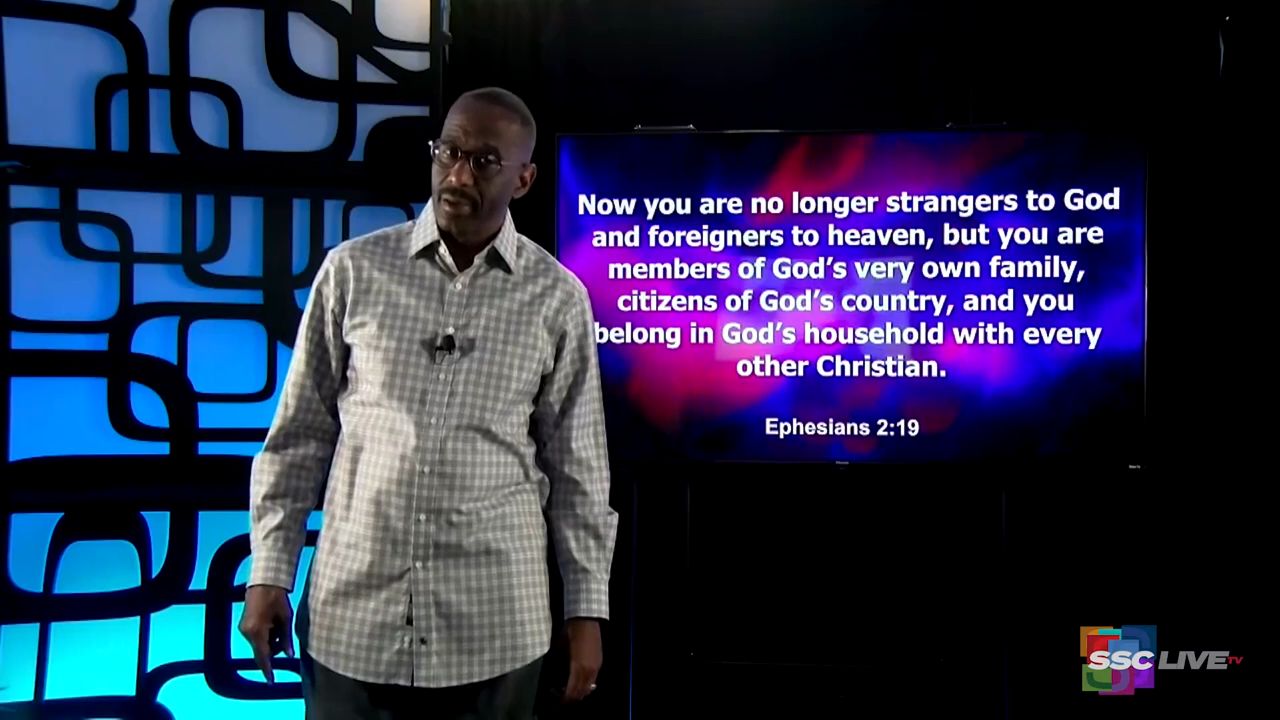 Now you are no longer strangers to God
and foreigners to heaven, but you are
members of God's very own family,
citizens of God's country, and you
belong in God's household with every
other Christian.
Ephesians 2:19
SSC LIVE TV